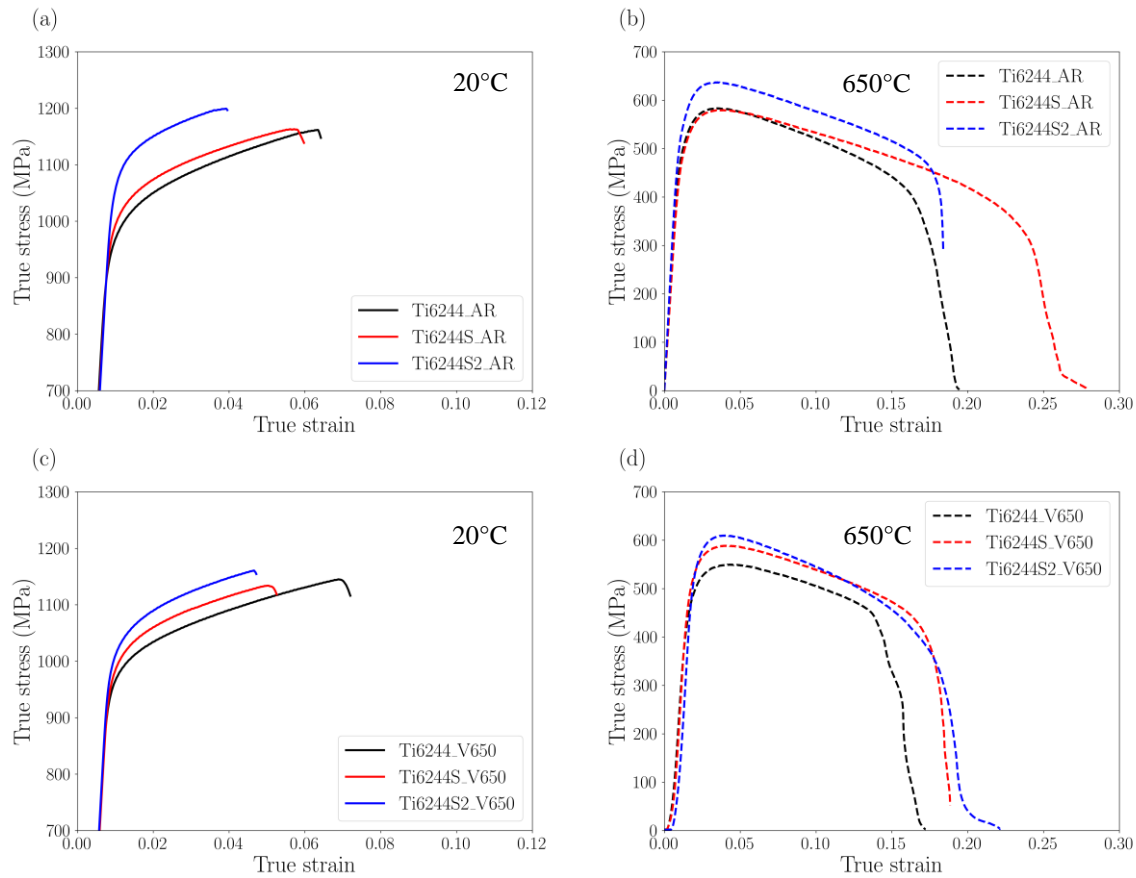 (a)
1300
1200
1100
1000
900
800
700
True stress (MPa)
20°C
Ti6244_AR
Ti6244S_AR
Ti6244S2_AR
0.00 0.02 0.04 0.06 0.08 0.10 0.12
True strain
(b)
700
600
500
400
300
200
100
0
True stress (MPa)
650°C
Ti6244_AR
Ti6244S_AR
Ti6244S2_AR
0.00 0.05 0.10 0.15 0.20 0.25 0.30
True strain
(c)
1300
1200
1100
1000
900
800
700
True stress (MPa)
20°C
Ti6244_V650
Ti6244S_V650
Ti6244S2_V650
0.00 0.02 0.04 0.06 0.08 0.10 0.12
True strain
(d)
700
600
500
400
300
200
100
0
True stress (MPa)
650°C
Ti6244_V650
Ti6244S_V650
Ti6244S2_V650
0.00 0.05 0.10 0.15 0.20 0.25 0.30
True strain